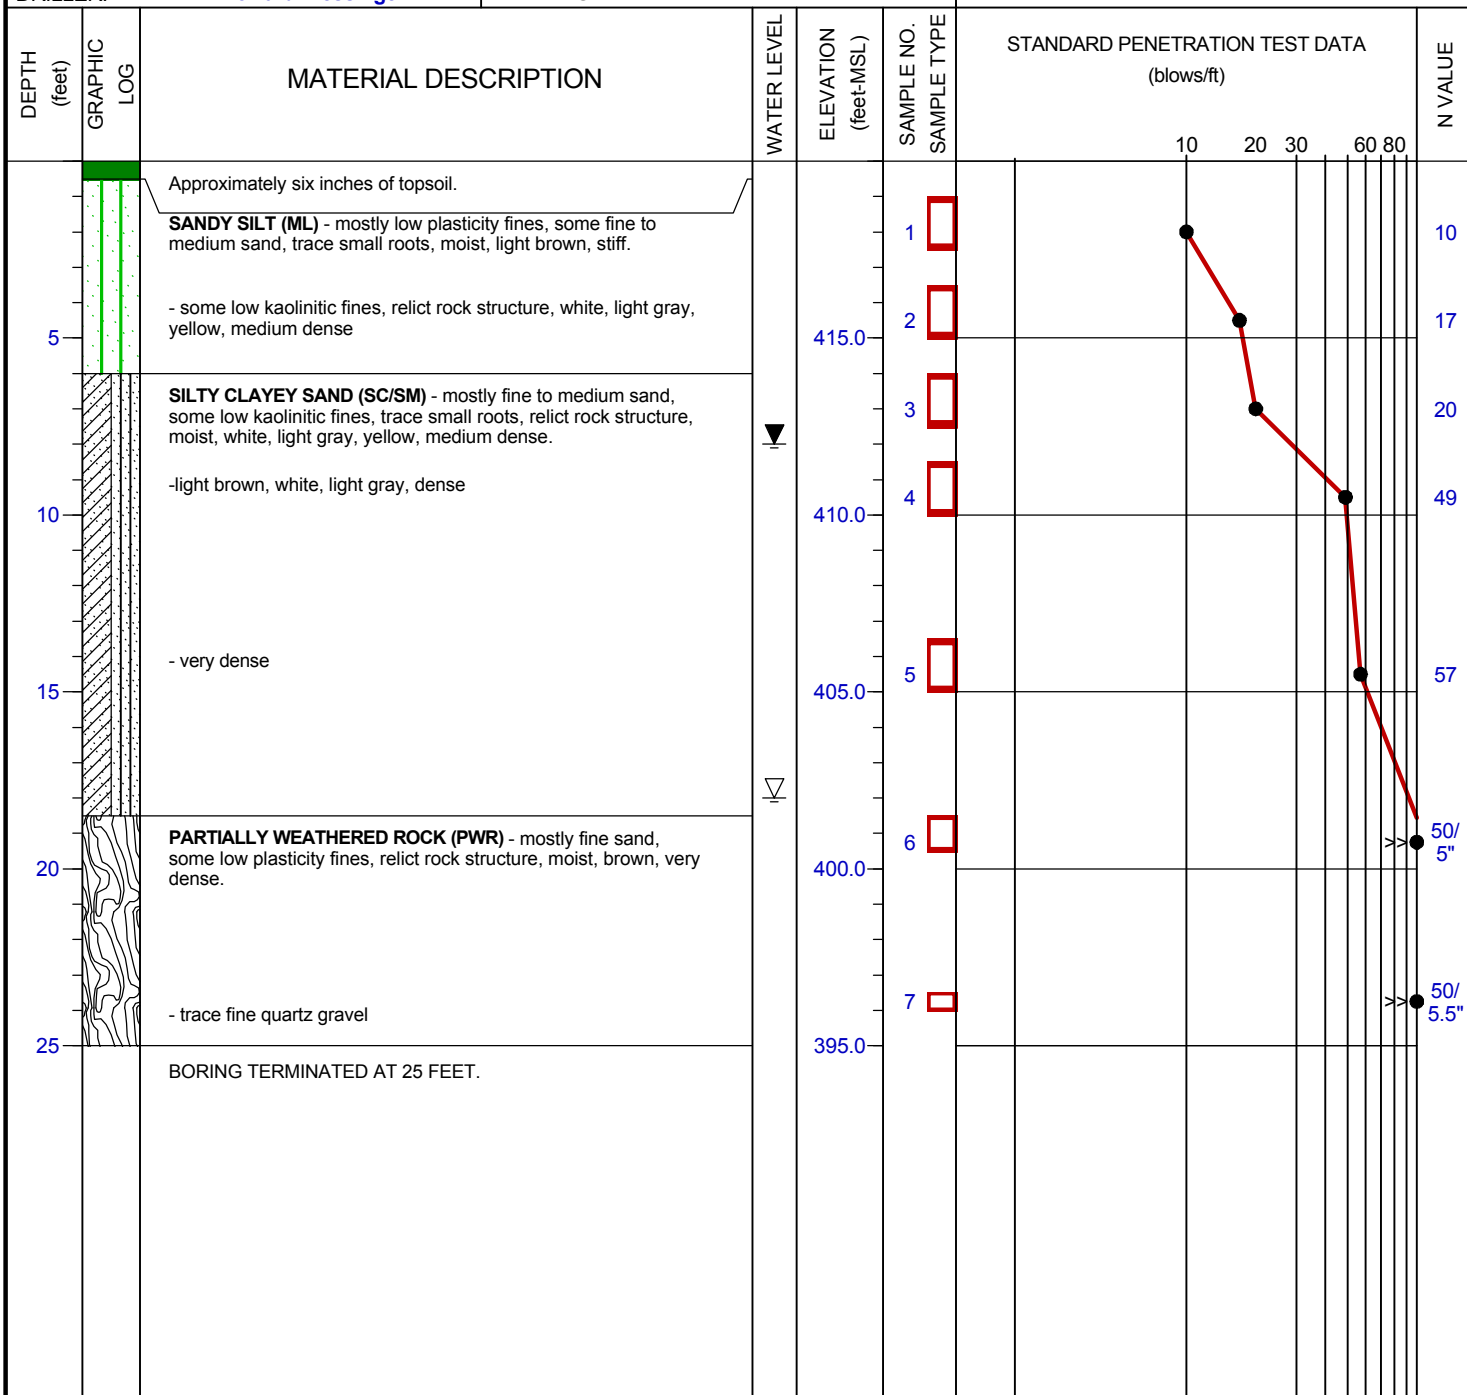 DEPTH
(feet)
GRAPHIC
LOG
MATERIAL DESCRIPTION
WATER LEVEL
ELEVATION
(feet-MSL)
SAMPLE NO.
SAMPLE TYPE
STANDARD PENETRATION TEST DATA
(blows/ft)
N VALUE
10 20 30 60 80
Approximately six inches of topsoil.
SANDY SILT (ML) - mostly low plasticity fines, some fine to
medium sand, trace small roots, moist, light brown, stiff.
1 10
- some low kaolinitic fines, relict rock structure, white, light gray,
yellow, medium dense
2 17
5 415.0
SILTY CLAYEY SAND (SC/SM) - mostly fine to medium sand,
some low kaolinitic fines, trace small roots, relict rock structure,
moist, white, light gray, yellow, medium dense.
3 20
-light brown, white, light gray, dense
4 49
10 410.0
- very dense
5 57
15 405.0
PARTIALLY WEATHERED ROCK (PWR) - mostly fine sand,
some low plasticity fines, relict rock structure, moist, brown, very
dense.
6 >> 50/
5"
20 400.0
- trace fine quartz gravel
7 >> 50/
5.5"
25 395.0
BORING TERMINATED AT 25 FEET.